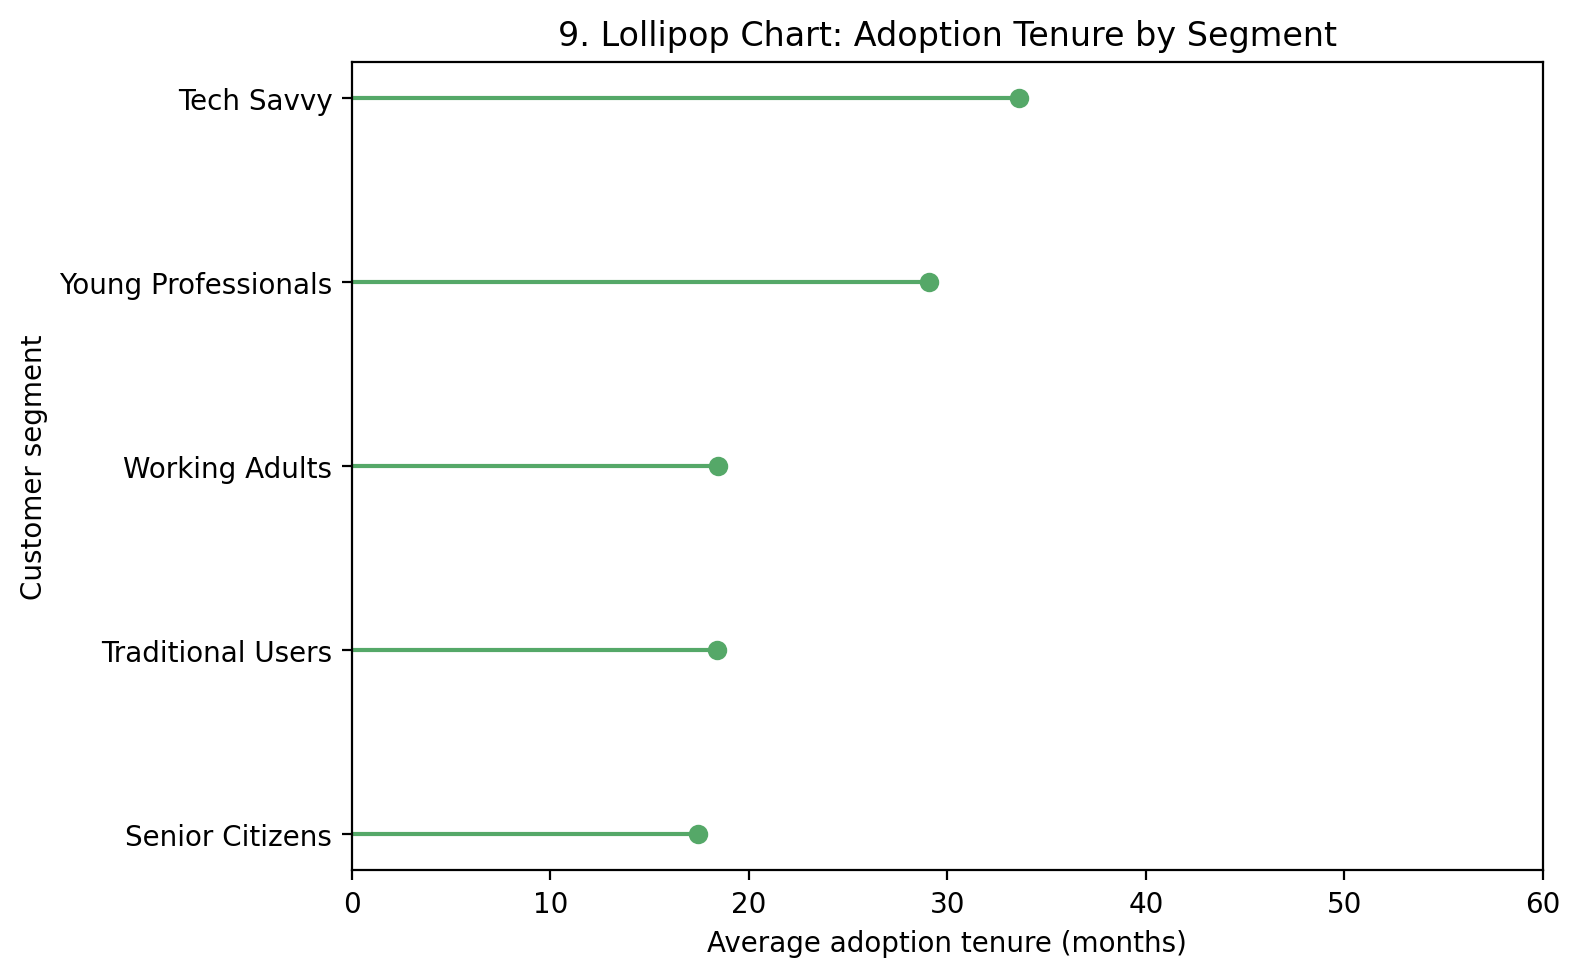 9. Lollipop Chart: Adoption Tenure by Segment
Customer segment
Tech Savvy
Young Professionals
Working Adults
Traditional Users
Senior Citizens
0 10 20 30 40 50 60
Average adoption tenure (months)